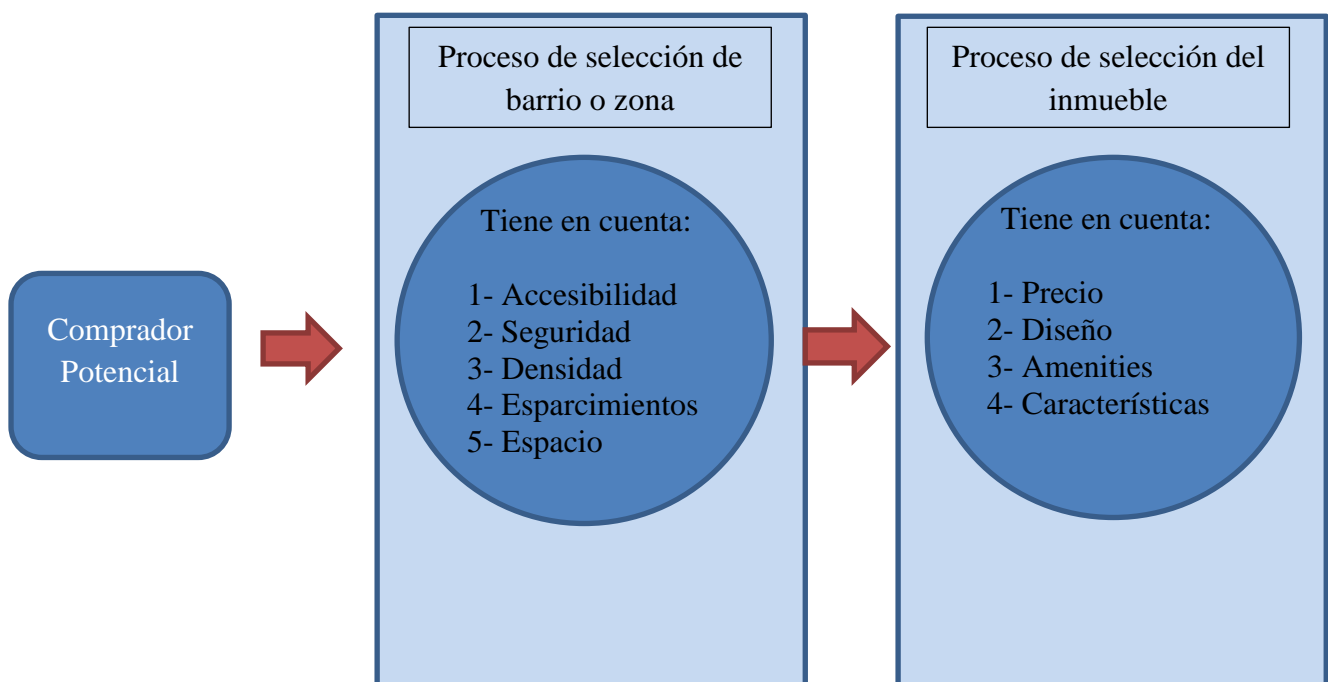 Comprador
Potencial
Proceso de selección de
barrio o zona
Tiene en cuenta:
1- Accesibilidad
2- Seguridad
3- Densidad
4- Esparcimientos
5- Espacio
Proceso de selección del
inmueble
Tiene en cuenta:
1- Precio
2- Diseño
3- Amenities
4- Características